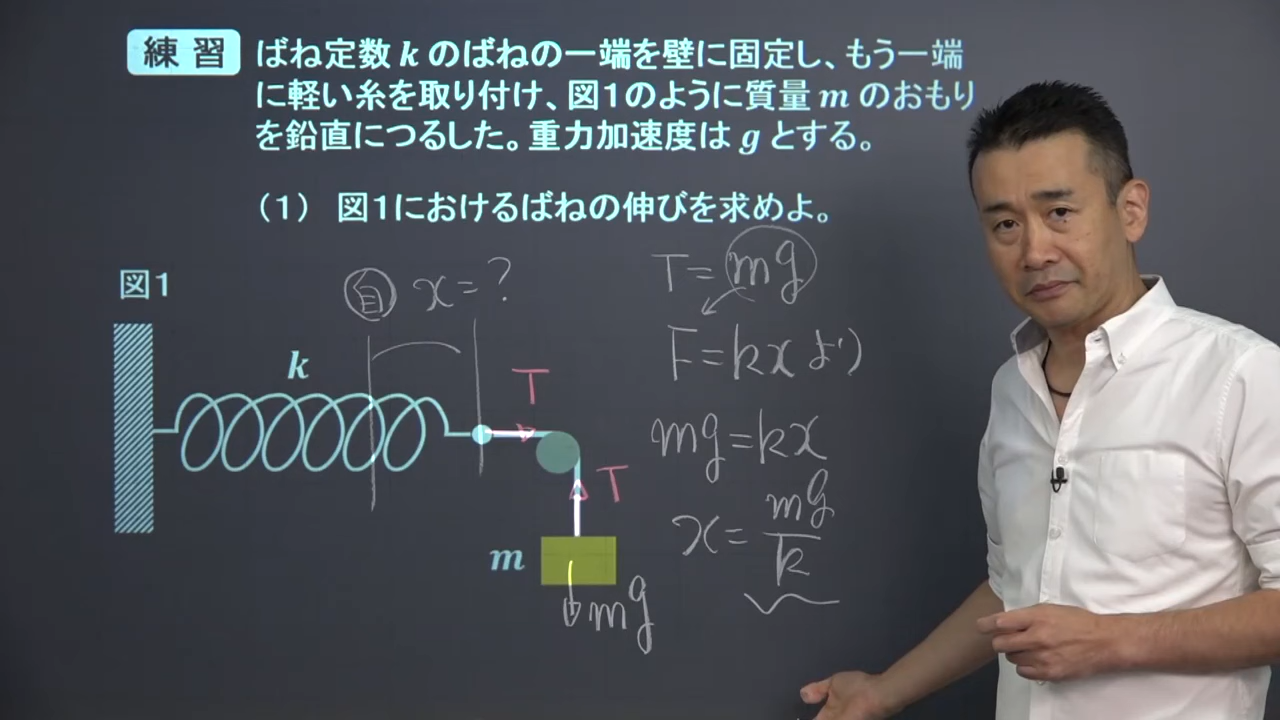 練習
ばね定数 k のばねの一端を壁に固定し、もう一端
に軽い糸を取り付け、図1のように質量 m のおもり
を鉛直につるした。重力加速度は g とする。
(1) 図1におけるばねの伸びを求めよ。
図1
自 x=?
k
T
T
m
mg
T=mg
F=kxより
mg=kx
x=mg/k